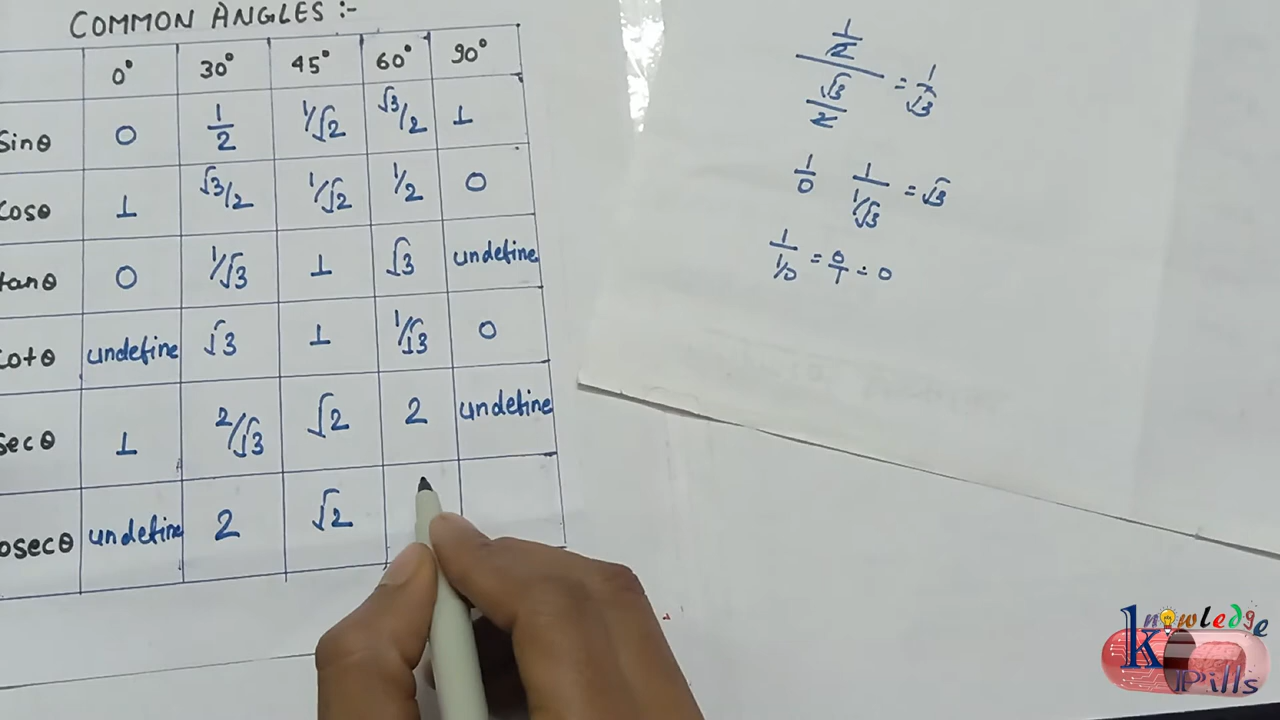 COMMON ANGLES :-
0° 30° 45° 60° 90°
sinθ 0 1/2 1/√2 √3/2 1
cosθ 1 √3/2 1/√2 1/2 0
tanθ 0 1/√3 1 √3 undefine
cotθ undefine √3 1 1/√3 0
secθ 1 2/√3 √2 2 undefine
osecθ undefine 2 √2
1/2 / √3/2 = 1/√3
1/0 1 / 1/√3 = √3
1 / 1/0 = 0/1 = 0
knowledge
Pills